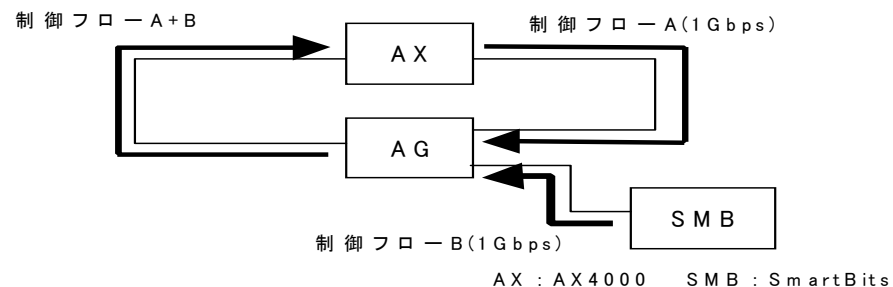 制御フローA+B
制御フローA(1Gbps)
AX
AG
SMB
制御フローB(1Gbps)
AX：AX4000 SMB：SmartBits